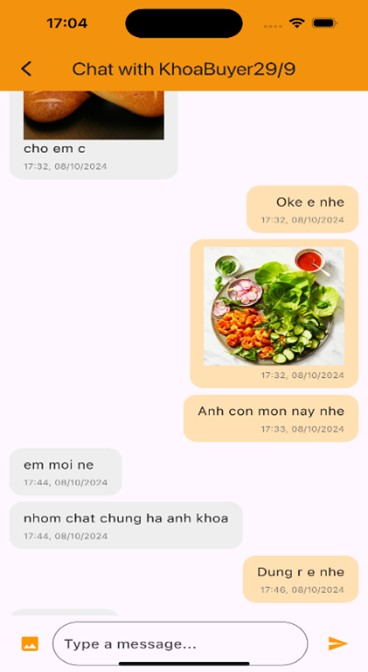 17:04
Chat with KhoaBuyer29/9
cho em c
17:32, 08/10/2024
Oke e nhe
17:32, 08/10/2024
17:32, 08/10/2024
Anh con mon nay nhe
17:33, 08/10/2024
em moi ne
17:44, 08/10/2024
nhom chat chung ha anh khoa
17:44, 08/10/2024
Dung r e nhe
17:46, 08/10/2024
Type a message...